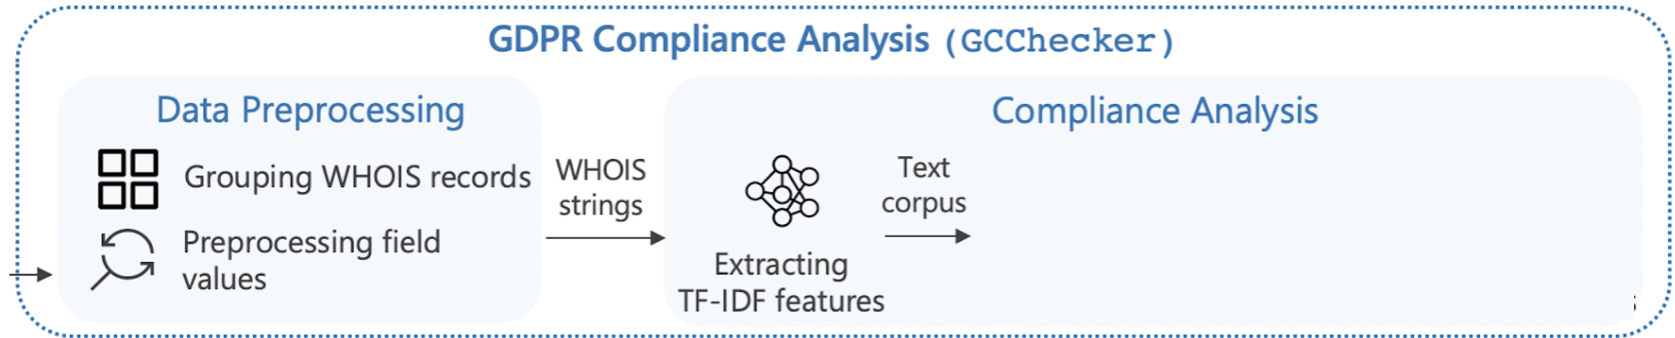 GDPR Compliance Analysis (GCChecker)
Data Preprocessing
Grouping WHOIS records
Preprocessing field
values
WHOIS
strings
Compliance Analysis
Extracting
TF-IDF features
Text
corpus